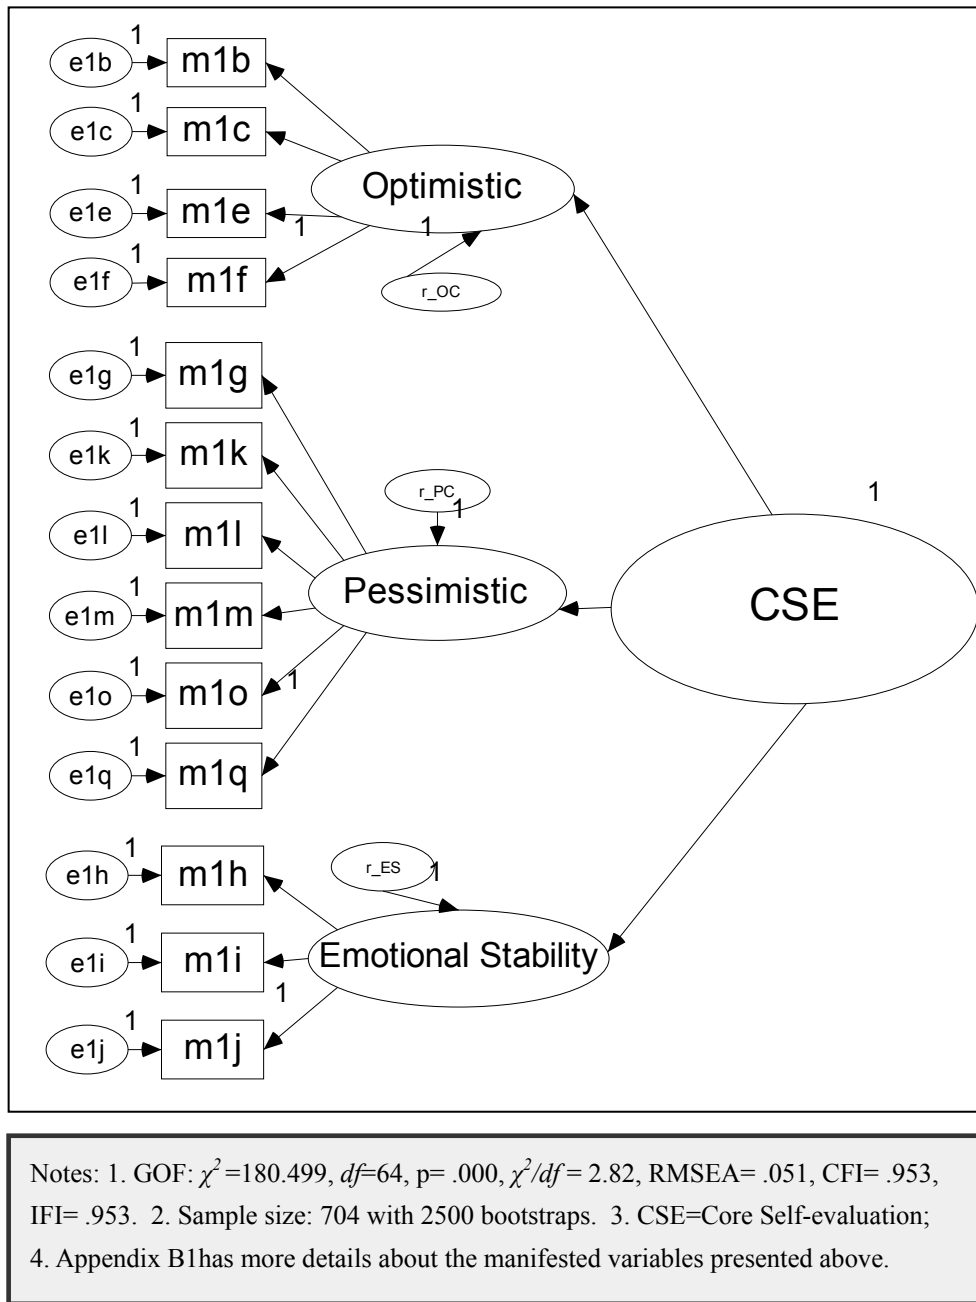 1
e1b m1b
1
e1c m1c
Optimistic
1
e1e m1e 1 1
1
e1f m1f
r_OC
1
e1g m1g
1
e1k m1k
r_PC
1
1
e1l m1l
Pessimistic
1
CSE
1
e1m m1m
1
e1o m1o 1
1
e1q m1q
1
e1h m1h
r_ES 1
1
e1i m1i
Emotional Stability
1
1
e1j m1j
Notes: 1. GOF: χ² =180.499, df=64, p= .000, χ²/df = 2.82, RMSEA= .051, CFI= .953,
IFI= .953. 2. Sample size: 704 with 2500 bootstraps. 3. CSE=Core Self-evaluation;
4. Appendix B1has more details about the manifested variables presented above.